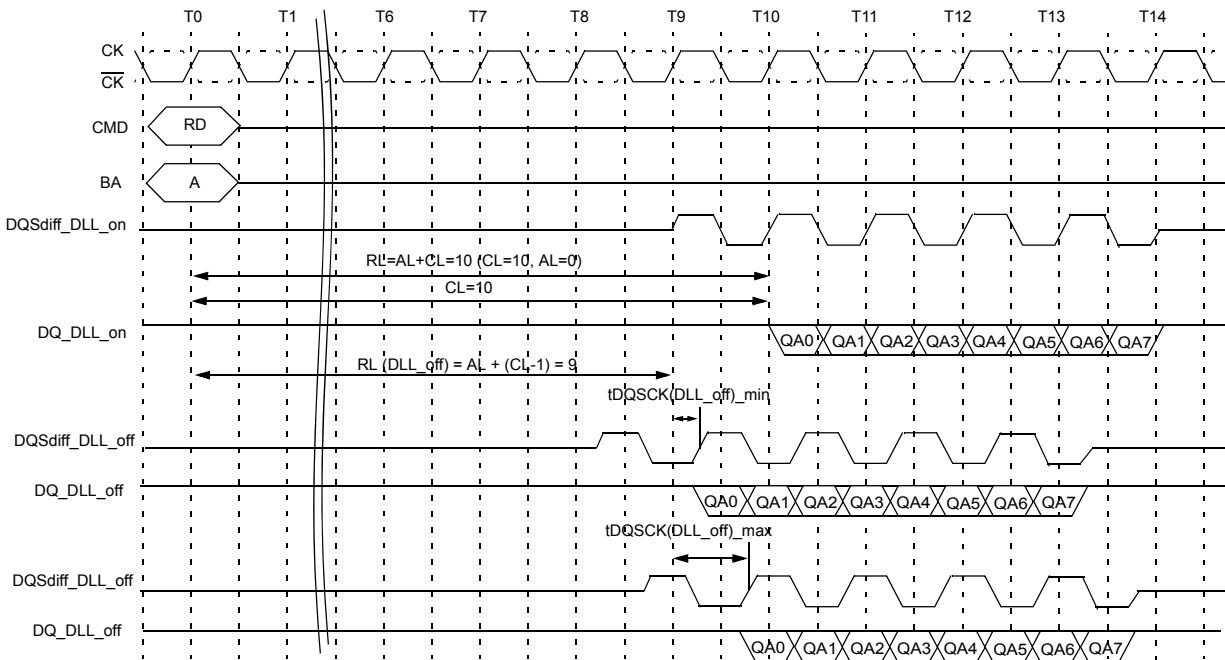 T0 T1 T6 T7 T8 T9 T10 T11 T12 T13 T14
CK
CK
CMD RD
BA A
DQSdiff_DLL_on
RL=AL+CL=10 (CL=10, AL=0)
CL=10
DQ_DLL_on QA0 QA1 QA2 QA3 QA4 QA5 QA6 QA7
RL (DLL_off) = AL + (CL-1) = 9
tDQSCK(DLL_off)_min
DQSdiff_DLL_off
DQ_DLL_off QA0 QA1 QA2 QA3 QA4 QA5 QA6 QA7
tDQSCK(DLL_off)_max
DQSdiff_DLL_off
DQ_DLL_off QA0 QA1 QA2 QA3 QA4 QA5 QA6 QA7